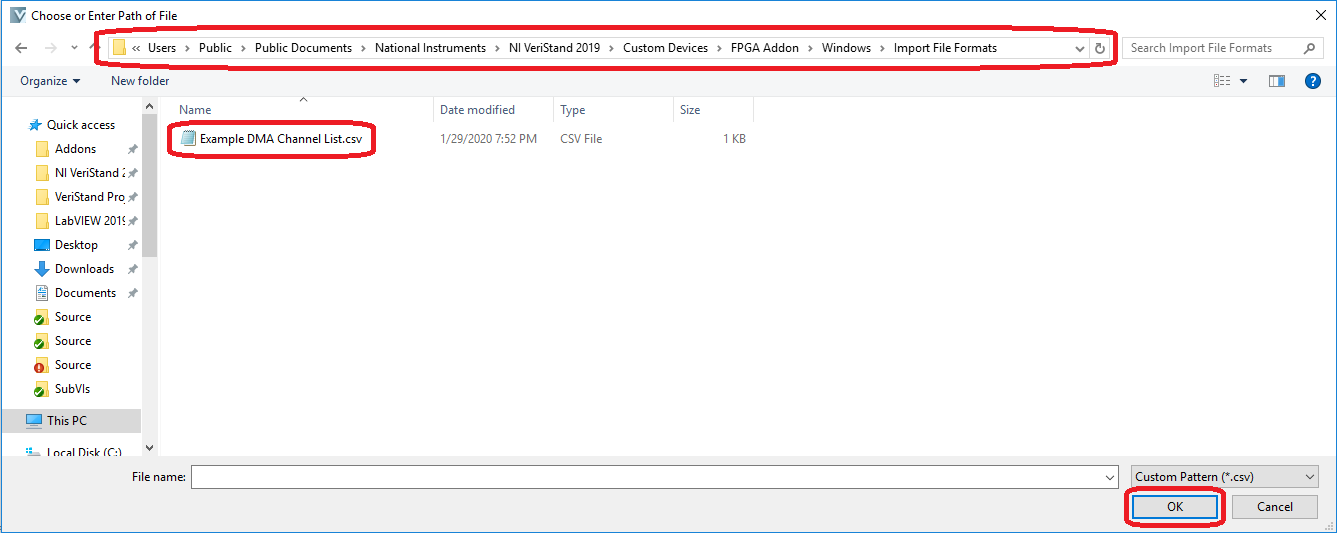 Choose or Enter Path of File
« Users > Public > Public Documents > National Instruments > NI VeriStand 2019 > Custom Devices > FPGA Addon > Windows > Import File Formats
Search Import File Formats
Organize
New folder
Name
Date modified
Type
Size
Example DMA Channel List.csv
1/29/2020 7:52 PM
CSV File
1 KB
Quick access
Addons
NI VeriStand 2
VeriStand Proj
LabVIEW 2019
Desktop
Downloads
Documents
Source
Source
Source
SubVIs
This PC
Local Disk (C:)
File name:
Custom Pattern (*.csv)
OK
Cancel